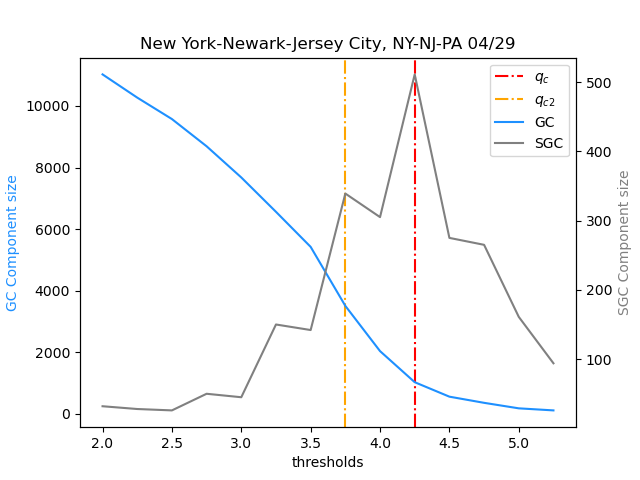 New York-Newark-Jersey City, NY-NJ-PA 04/29
GC Component size
10000
8000
6000
4000
2000
0
q_c
q_{c2}
GC
SGC
500
400
300
200
100
SGC Component size
2.0 2.5 3.0 3.5 4.0 4.5 5.0
thresholds